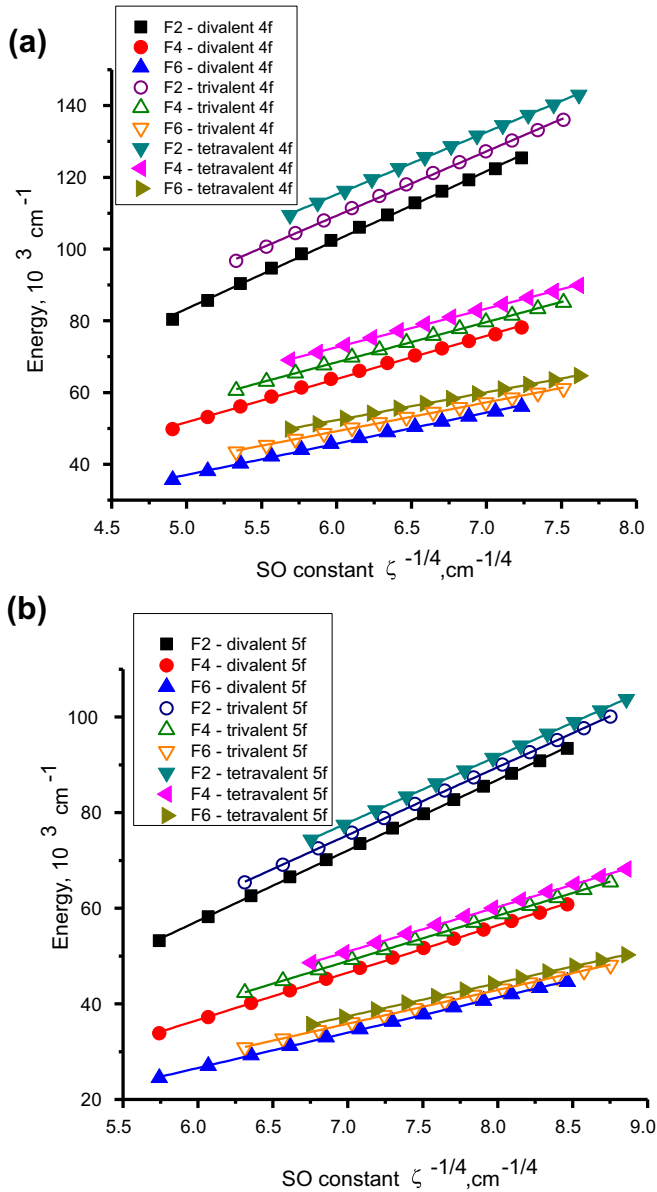 (a)
F2 - divalent 4f
F4 - divalent 4f
F6 - divalent 4f
F2 - trivalent 4f
F4 - trivalent 4f
F6 - trivalent 4f
F2 - tetravalent 4f
F4 - tetravalent 4f
F6 - tetravalent 4f
140
120
100
80
60
40
Energy, 10³ cm⁻¹
4.5 5.0 5.5 6.0 6.5 7.0 7.5 8.0
SO constant ζ ⁻¹/⁴,cm⁻¹/⁴
(b)
F2 - divalent 5f
F4 - divalent 5f
F6 - divalent 5f
F2 - trivalent 5f
F4 - trivalent 5f
F6 - trivalent 5f
F2 - tetravalent 5f
F4 - tetravalent 5f
F6 - tetravalent 5f
100
80
60
40
20
Energy, 10³ cm⁻¹
5.5 6.0 6.5 7.0 7.5 8.0 8.5 9.0
SO constant ζ ⁻¹/⁴,cm⁻¹/⁴